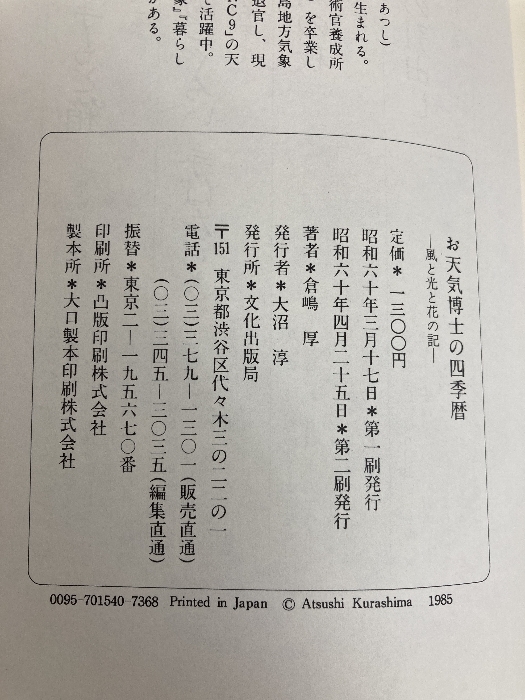 あつし）
生まれる。
術官養成所
を卒業し
島地方気象
退官し、現
C9」の天
て活躍中。
象』『暮らし
がある。
お天気博士の四季暦
―風と光と花の記―
定価＊一三〇〇円
昭和六十年三月十七日＊第一刷発行
昭和六十年四月二十五日＊第二刷発行
著者＊倉嶋 厚
発行者＊大沼 淳
発行所＊文化出版局
〒151 東京都渋谷区代々木三の二二の一
電話＊（〇三）三七九―一三〇一（販売直通）
（〇三）三四五―三〇三五（編集直通）
振替＊東京二―一九五六七〇番
印刷所＊凸版印刷株式会社
製本所＊大口製本印刷株式会社
0095-701540-7368 Printed in Japan © Atsushi Kurashima 1985